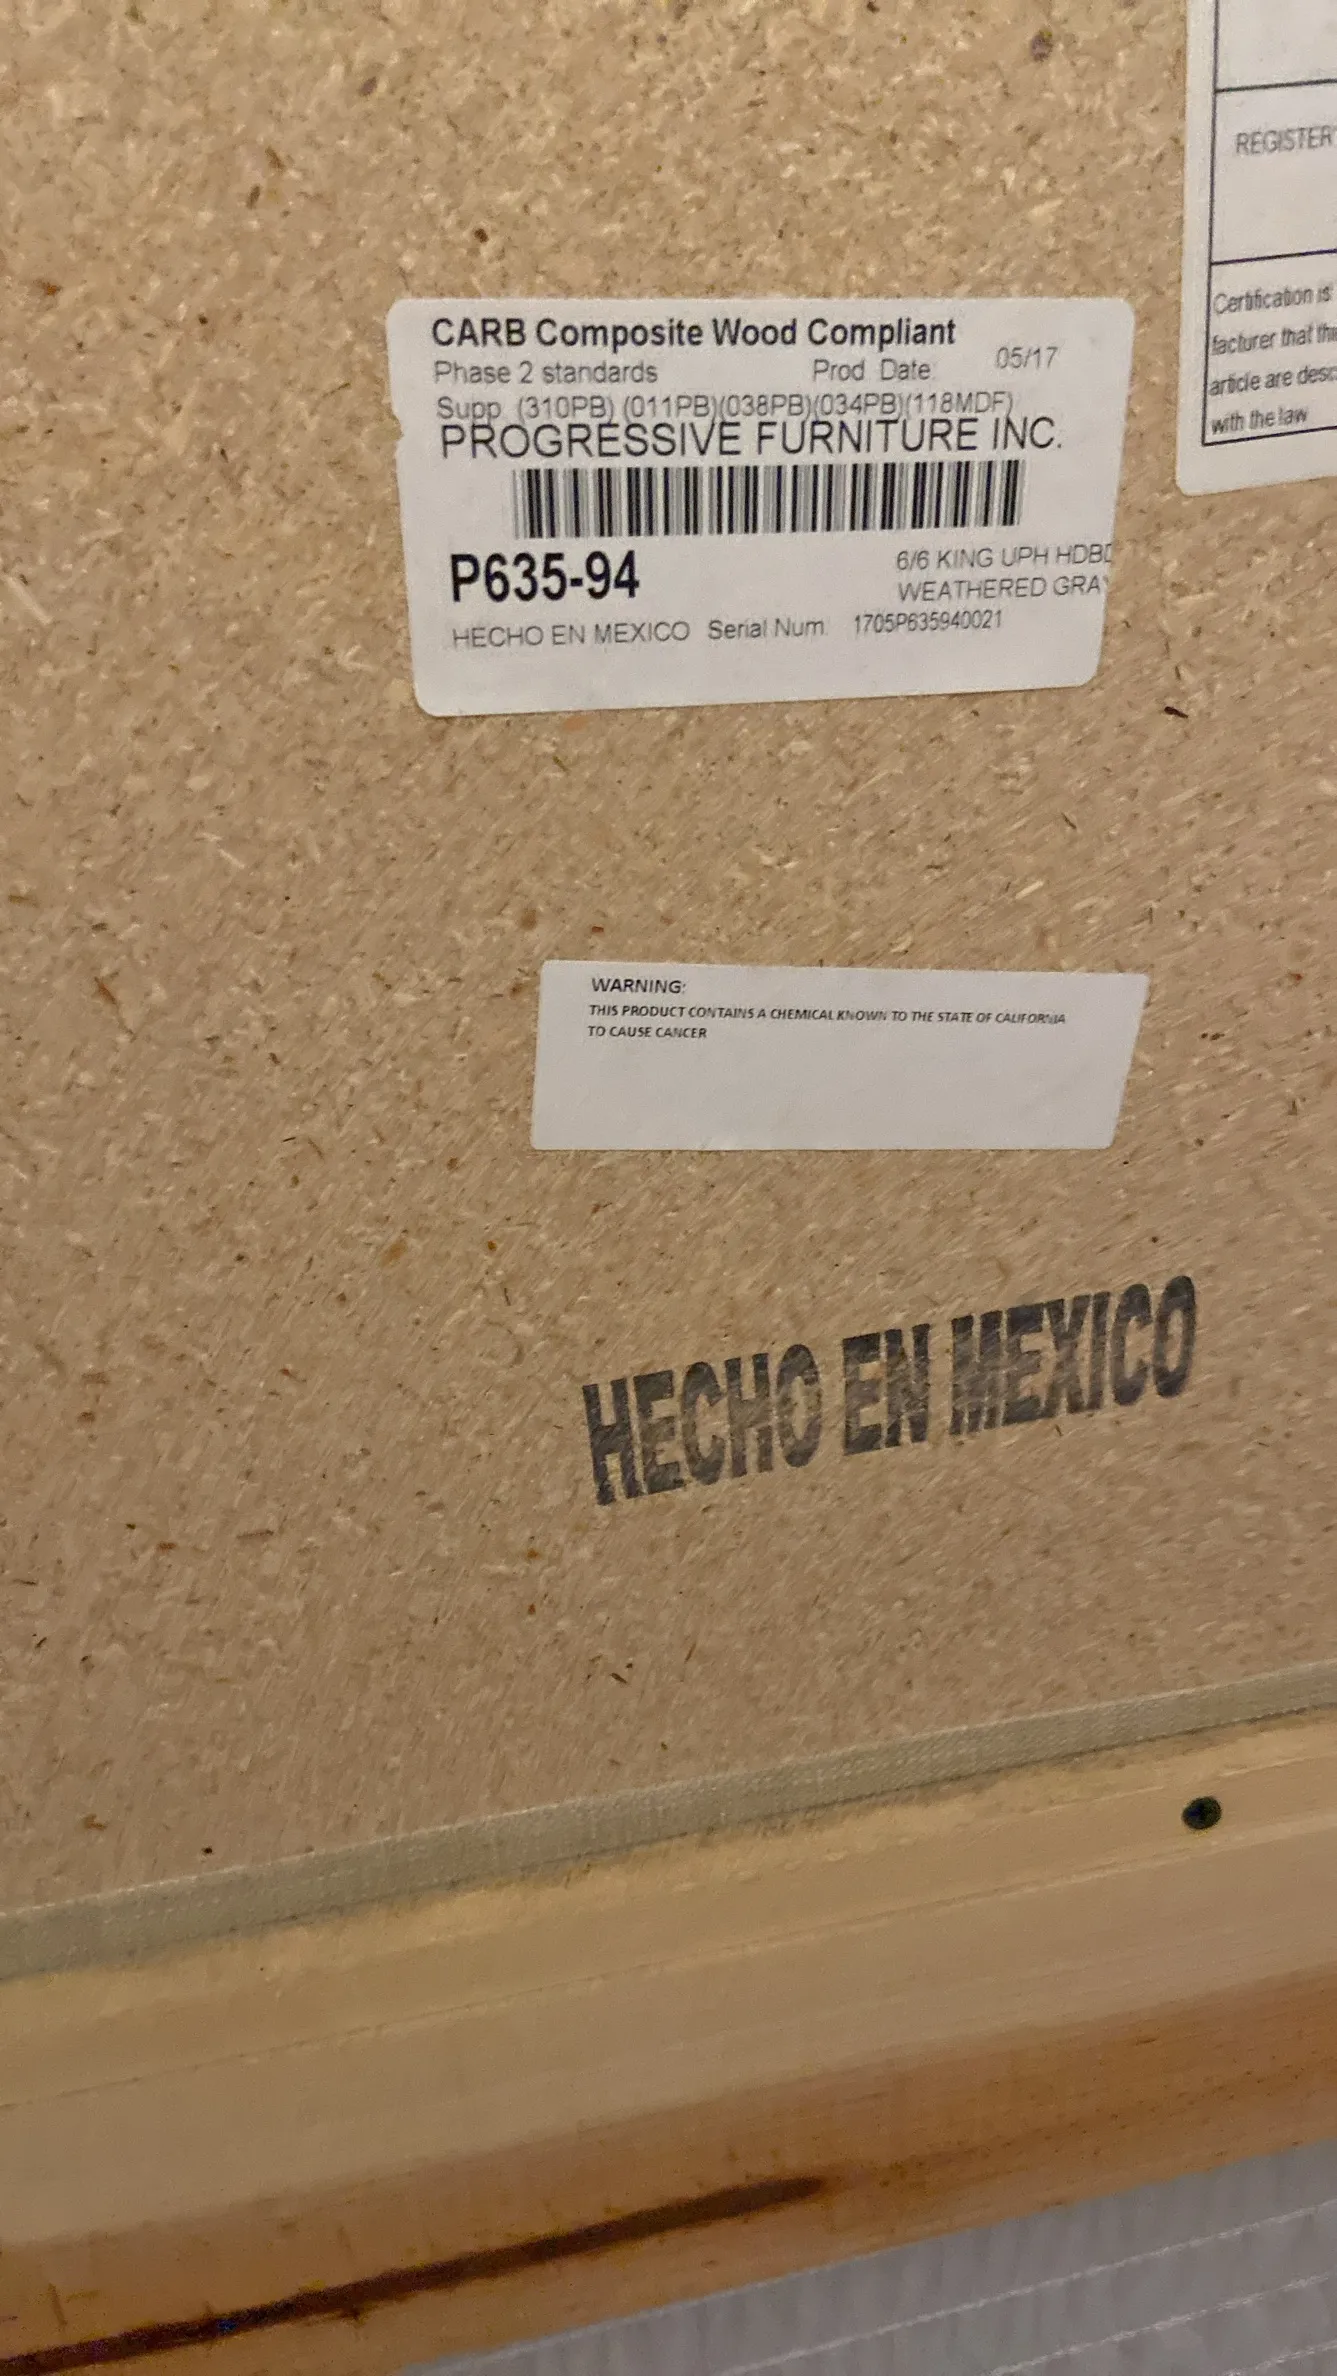 REGISTER
Certification is
facturer that
article are
with the law
CARB Composite Wood Compliant
Phase 2 standards Prod Date: 05/17
Supp. (310PB) (011PB)(038PB)(034PB)(118MDF)
PROGRESSIVE FURNITURE INC.
P635-94
6/6 KING UPH HDBD
WEATHERED GRAY
HECHO EN MEXICO Serial Num: 1705P635940021
WARNING:
THIS PRODUCT CONTAINS A CHEMICAL KNOWN TO THE STATE OF CALIFORNIA
TO CAUSE CANCER
HECHO EN MEXICO